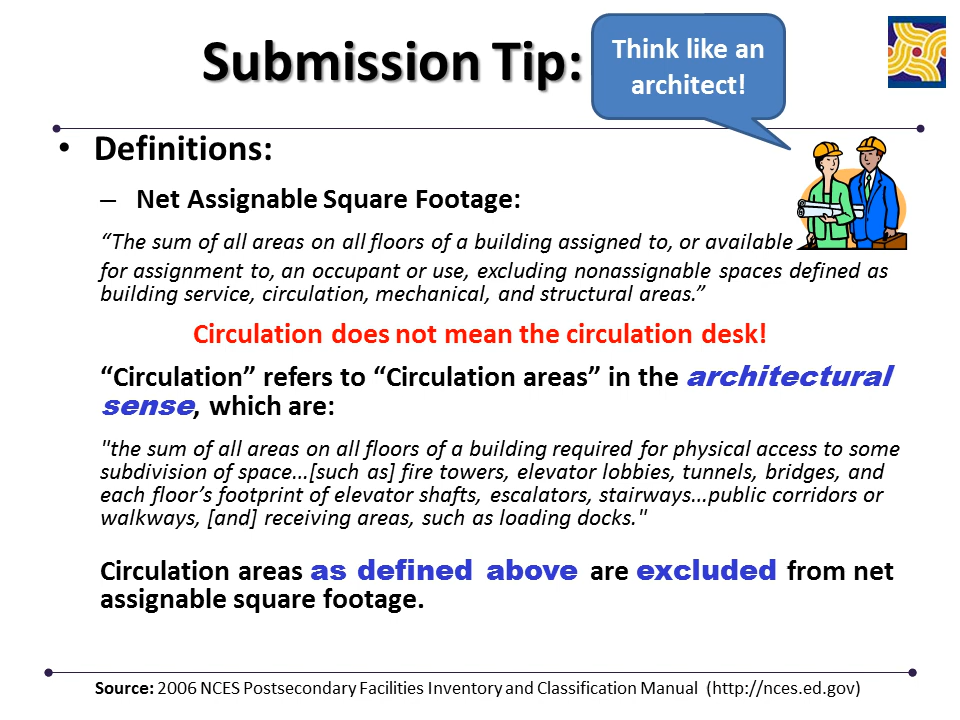 Submission Tip:
Think like an
architect!
• Definitions:
– Net Assignable Square Footage:
“The sum of all areas on all floors of a building assigned to, or available
for assignment to, an occupant or use, excluding nonassignable spaces defined as
building service, circulation, mechanical, and structural areas.”
Circulation does not mean the circulation desk!
“Circulation” refers to “Circulation areas” in the architectural
sense, which are:
"the sum of all areas on all floors of a building required for physical access to some
subdivision of space…[such as] fire towers, elevator lobbies, tunnels, bridges, and
each floor’s footprint of elevator shafts, escalators, stairways…public corridors or
walkways, [and] receiving areas, such as loading docks."
Circulation areas as defined above are excluded from net
assignable square footage.
Source: 2006 NCES Postsecondary Facilities Inventory and Classification Manual (http://nces.ed.gov)